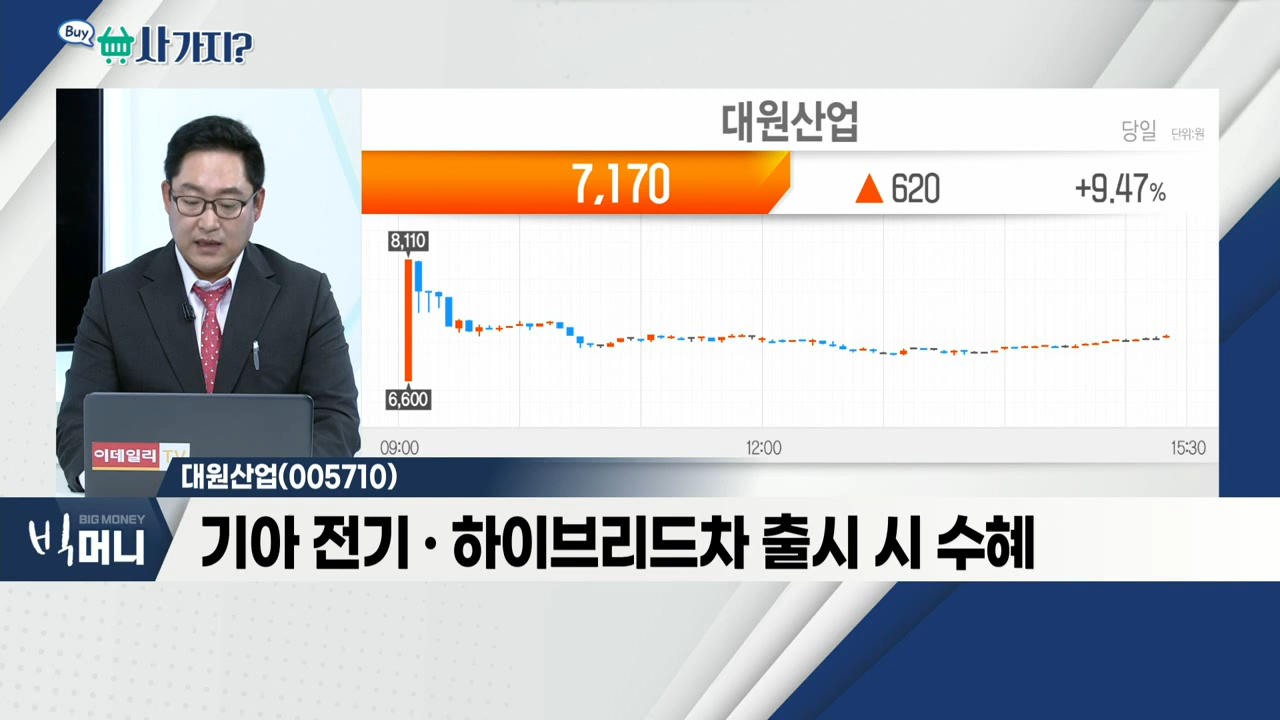 Buy
사가지?
대원산업
당일 단위:원
7,170 ▲620 +9.47%
8,110
6,600
09:00 12:00 15:30
이데일리 TV
대원산업(005710)
BIG MONEY
빅머니
기아 전기·하이브리드차 출시 시 수혜